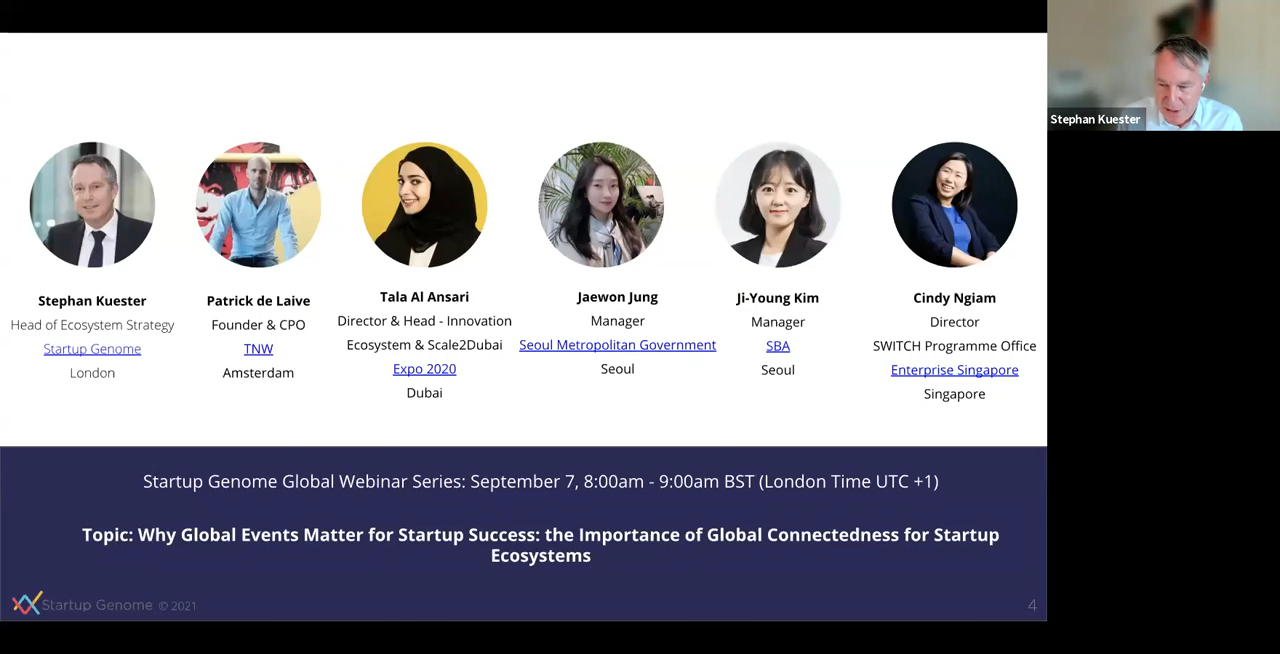 Stephan Kuester
Stephan Kuester
Head of Ecosystem Strategy
Startup Genome
London
Patrick de Laive
Founder & CPO
TNW
Amsterdam
Tala Al Ansari
Director & Head - Innovation
Ecosystem & Scale2Dubai
Expo 2020
Dubai
Jaewon Jung
Manager
Seoul Metropolitan Government
Seoul
Ji-Young Kim
Manager
SBA
Seoul
Cindy Ngiam
Director
SWITCH Programme Office
Enterprise Singapore
Singapore
Startup Genome Global Webinar Series: September 7, 8:00am - 9:00am BST (London Time UTC +1)
Topic: Why Global Events Matter for Startup Success: the Importance of Global Connectedness for Startup
Ecosystems
Startup Genome © 2021
4